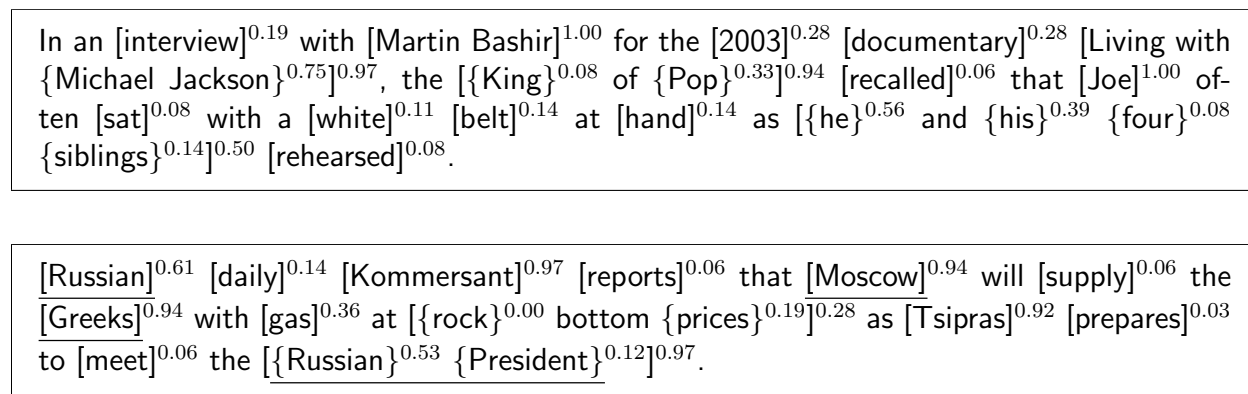 In an [interview]^0.19 with [Martin Bashir]^1.00 for the [2003]^0.28 [documentary]^0.28 [Living with
{Michael Jackson}^0.75]^0.97, the [{King}^0.08 of {Pop}^0.33]^0.94 [recalled]^0.06 that [Joe]^1.00 of-
ten [sat]^0.08 with a [white]^0.11 [belt]^0.14 at [hand]^0.14 as [{he}^0.56 and {his}^0.39 {four}^0.08
{siblings}^0.14]^0.50 [rehearsed]^0.08.
[Russian]^0.61 [daily]^0.14 [Kommersant]^0.97 [reports]^0.06 that [Moscow]^0.94 will [supply]^0.06 the
[Greeks]^0.94 with [gas]^0.36 at [{rock}^0.00 bottom {prices}^0.19]^0.28 as [Tsipras]^0.92 [prepares]^0.03
to [meet]^0.06 the [{Russian}^0.53 {President}^0.12]^0.97.